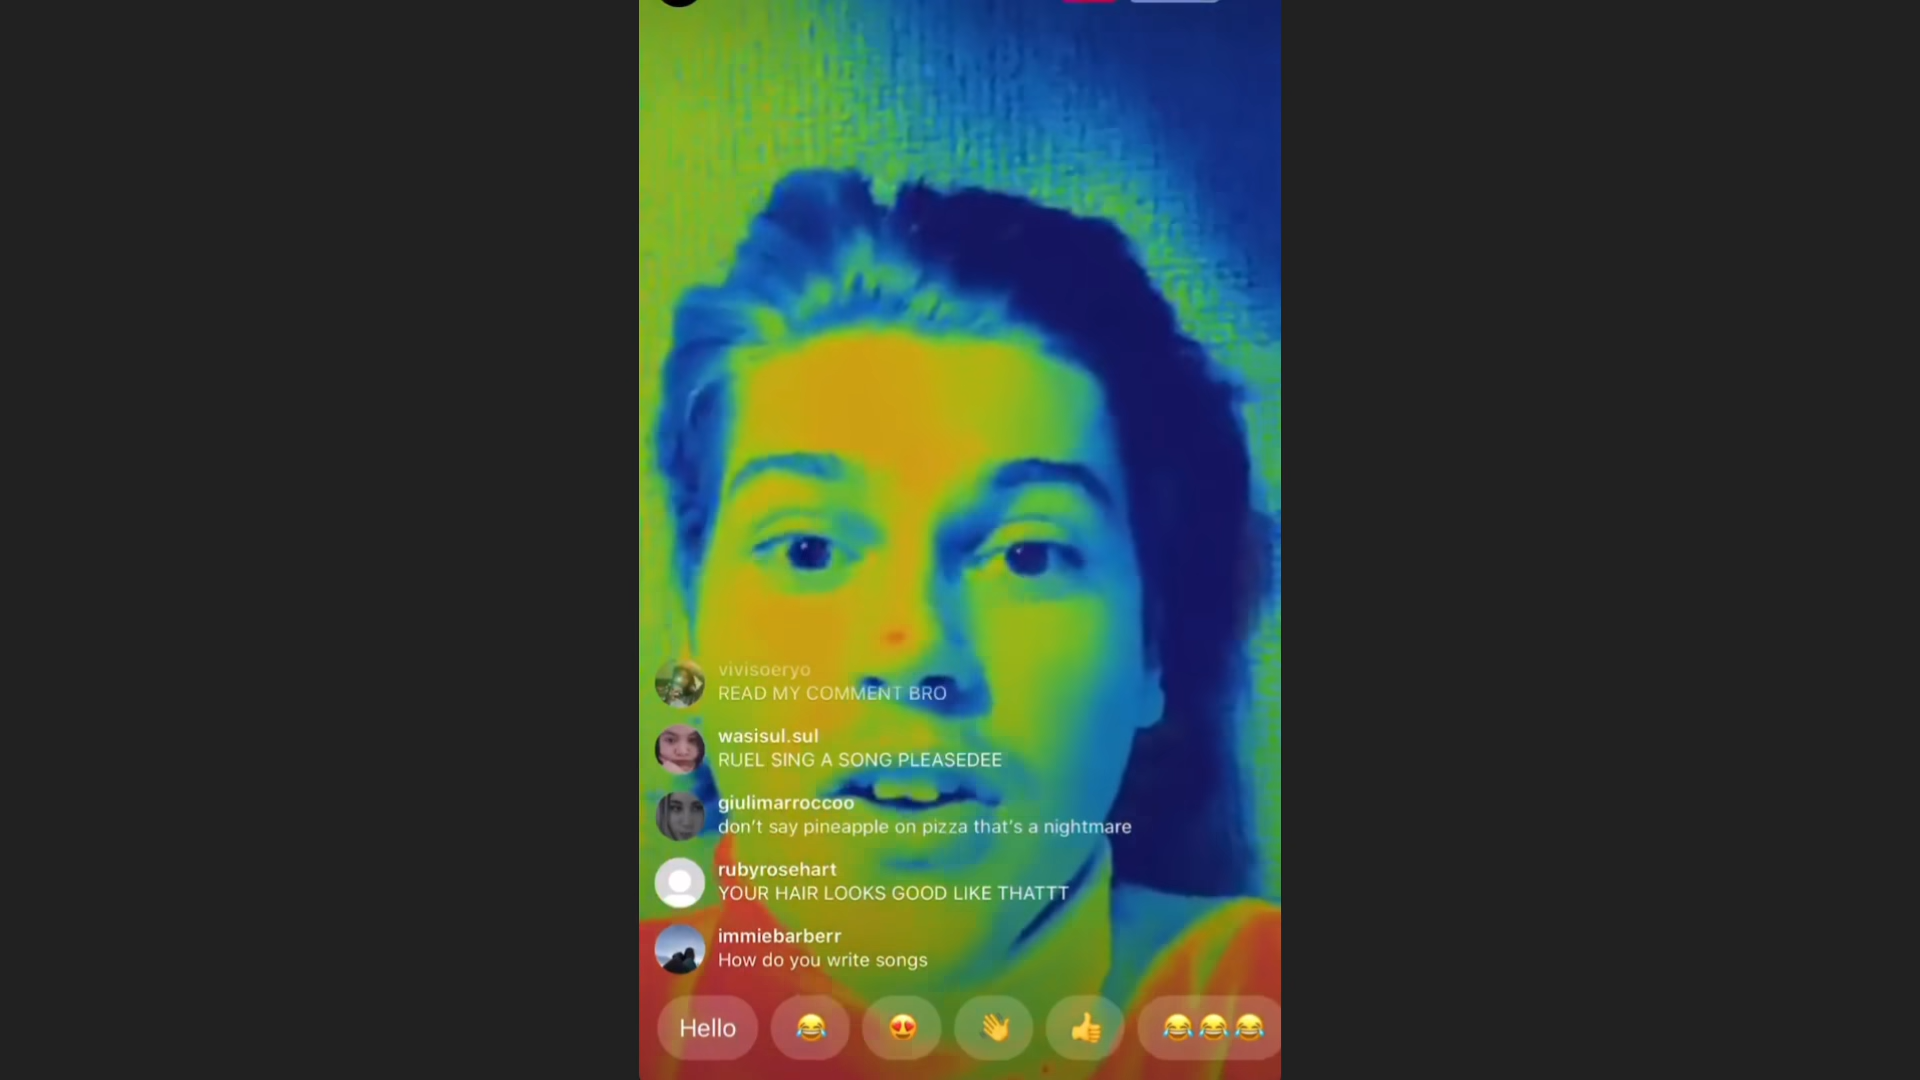 vivisoeryo
READ MY COMMENT BRO
wasisul.sul
RUEL SING A SONG PLEASEDEE
giulimarroccoo
don't say pineapple on pizza that's a nightmare
rubyrosehart
YOUR HAIR LOOKS GOOD LIKE THATTT
immiebarberr
How do you write songs
Hello